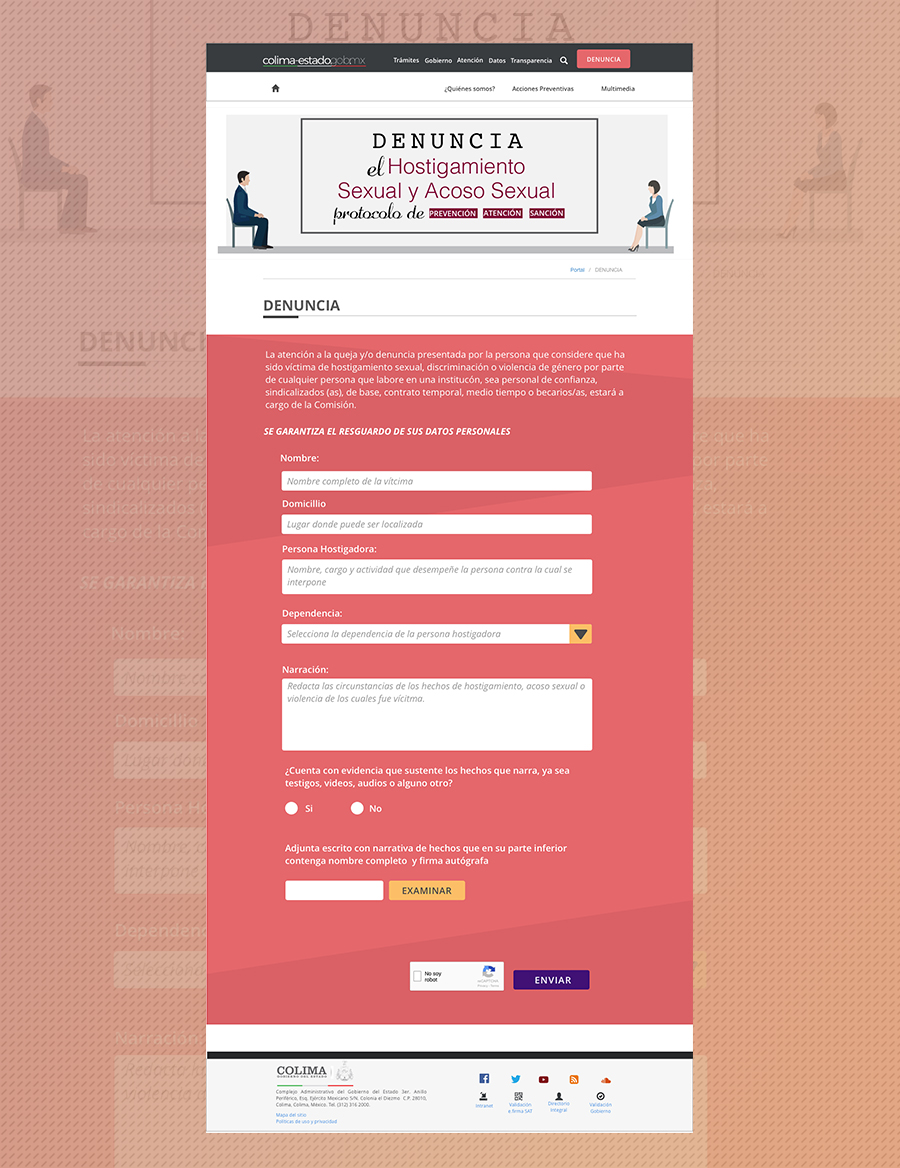 DENUNCIA
colima-estado.gob.mx
Trámites Gobierno Atención Datos Transparencia DENUNCIA
¿Quiénes somos? Acciones Preventivas Multimedia
DENUNCIA
el Hostigamiento
Sexual y Acoso Sexual
protocolo de PREVENCIÓN ATENCIÓN SANCIÓN
Portal / DENUNCIA
DENUNCIA
La atención a la queja y/o denuncia presentada por la persona que considere que ha
sido víctima de hostigamiento sexual, discriminación o violencia de género por parte
de cualquier persona que labore en una institucón, sea personal de confianza,
sindicalizados (as), de base, contrato temporal, medio tiempo o becarios/as, estará a
cargo de la Comisión.
SE GARANTIZA EL RESGUARDO DE SUS DATOS PERSONALES
Nombre:
Nombre completo de la vítcima
Domicillio
Lugar donde puede ser localizada
Persona Hostigadora:
Nombre, cargo y actividad que desempeñe la persona contra la cual se
interpone
Dependencia:
Selecciona la dependencia de la persona hostigadora
Narración:
Redacta las circunstancias de los hechos de hostigamiento, acoso sexual o
violencia de los cuales fue vícitma.
¿Cuenta con evidencia que sustente los hechos que narra, ya sea
testigos, videos, audios o alguno otro?
Si No
Adjunta escrito con narrativa de hechos que en su parte inferior
contenga nombre completo y firma autógrafa
EXAMINAR
No soy
robot
reCAPTCHA
ENVIAR
COLIMA
GOBIERNO DEL ESTADO
Complejo Administrativo del Gobierno del Estado 3er. Anillo
Periférico, Esq. Ejército Mexicano S/N. Colonia el Diezmo C.P. 28010,
Colima, Colima, México. Tel. (312) 316 2000.
Mapa del sitio
Políticas de uso y privacidad
Intranet
Validación
e.firma SAT
Directorio
Integral
Validación
Gobierno